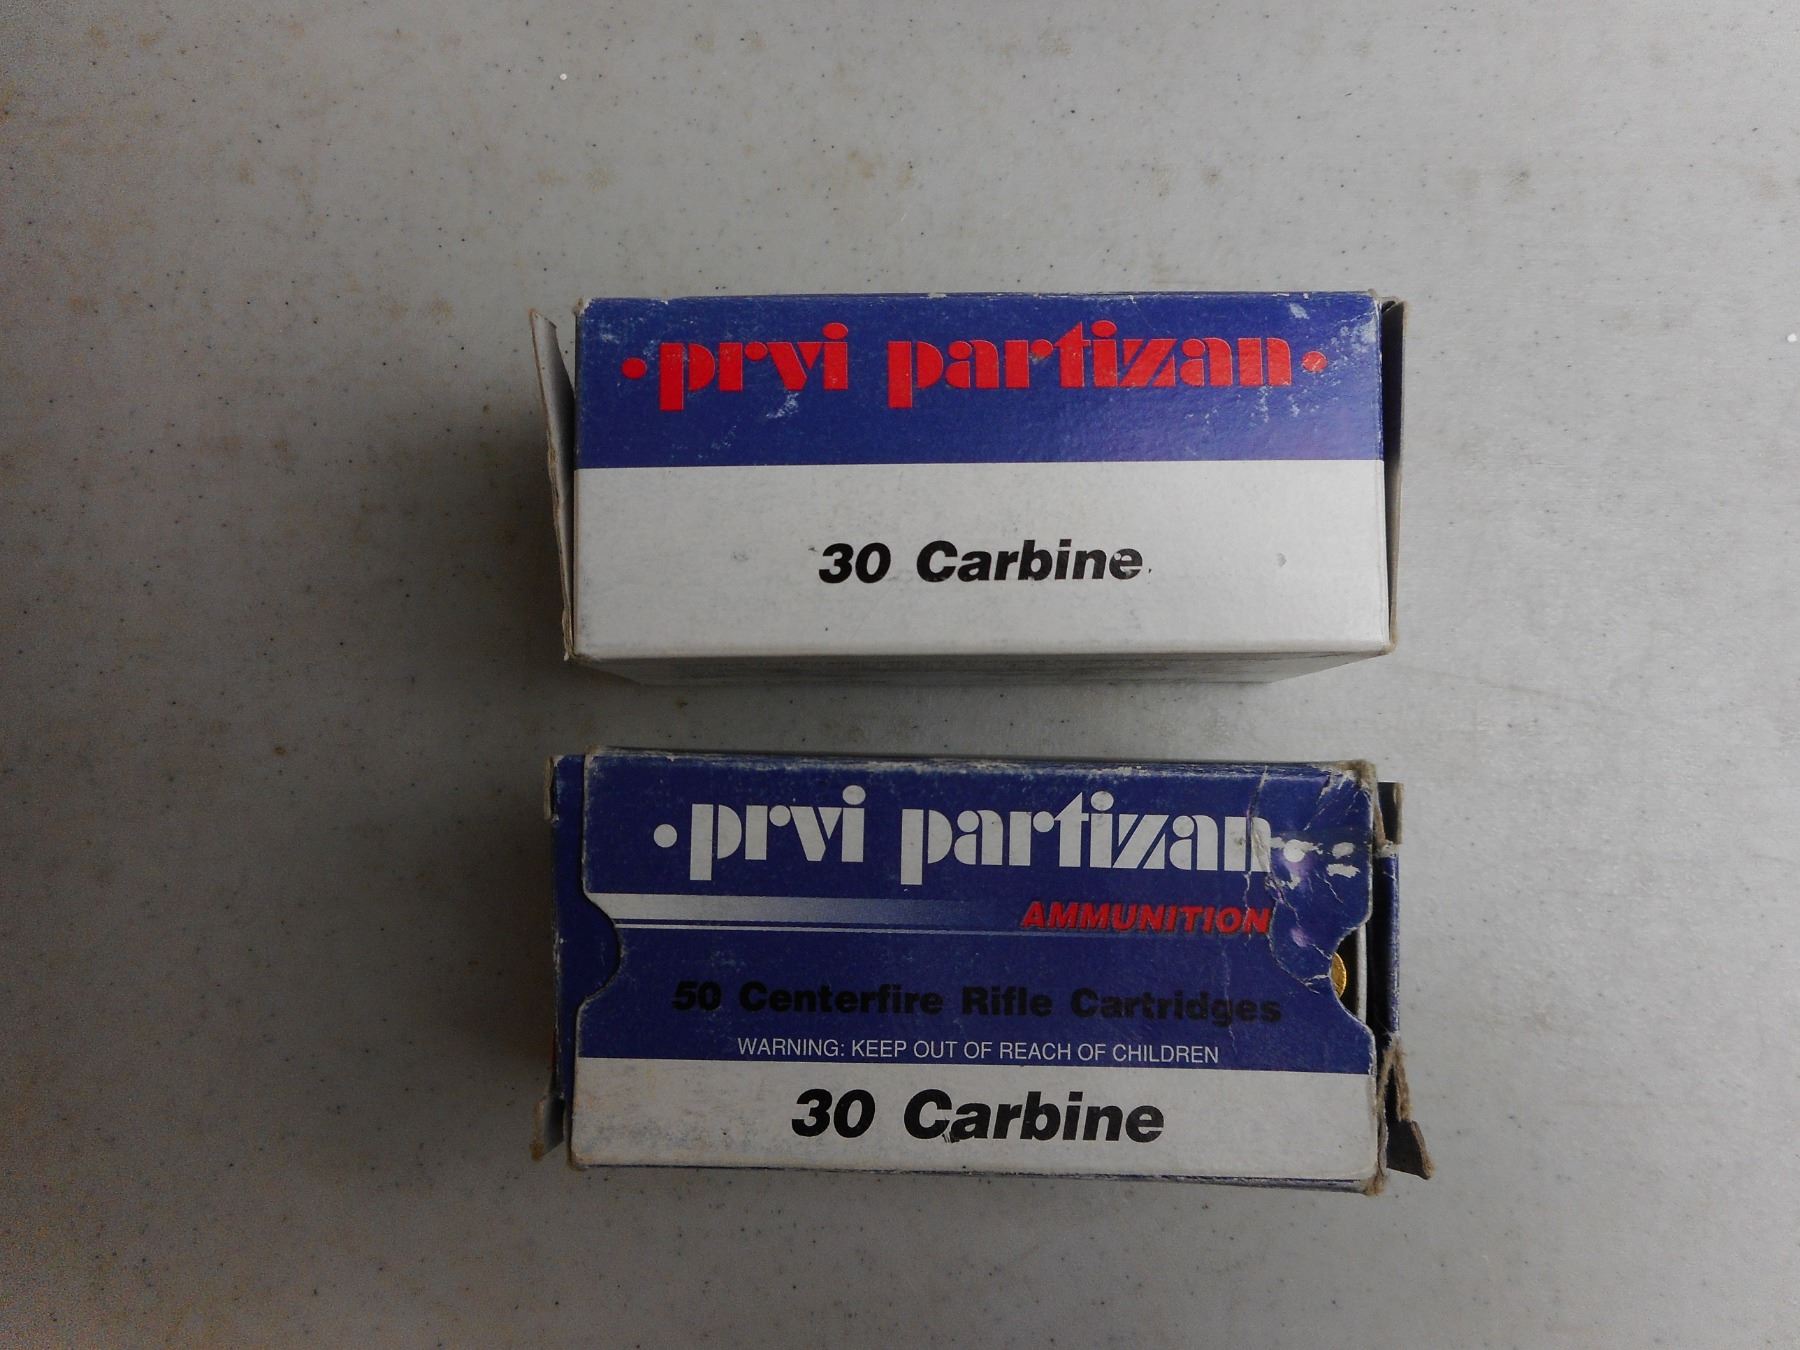 ·prvi partizan·
30 Carbine
·prvi partizan·
AMMUNITION
50 Centerfire Rifle Cartridges
WARNING: KEEP OUT OF REACH OF CHILDREN
30 Carbine